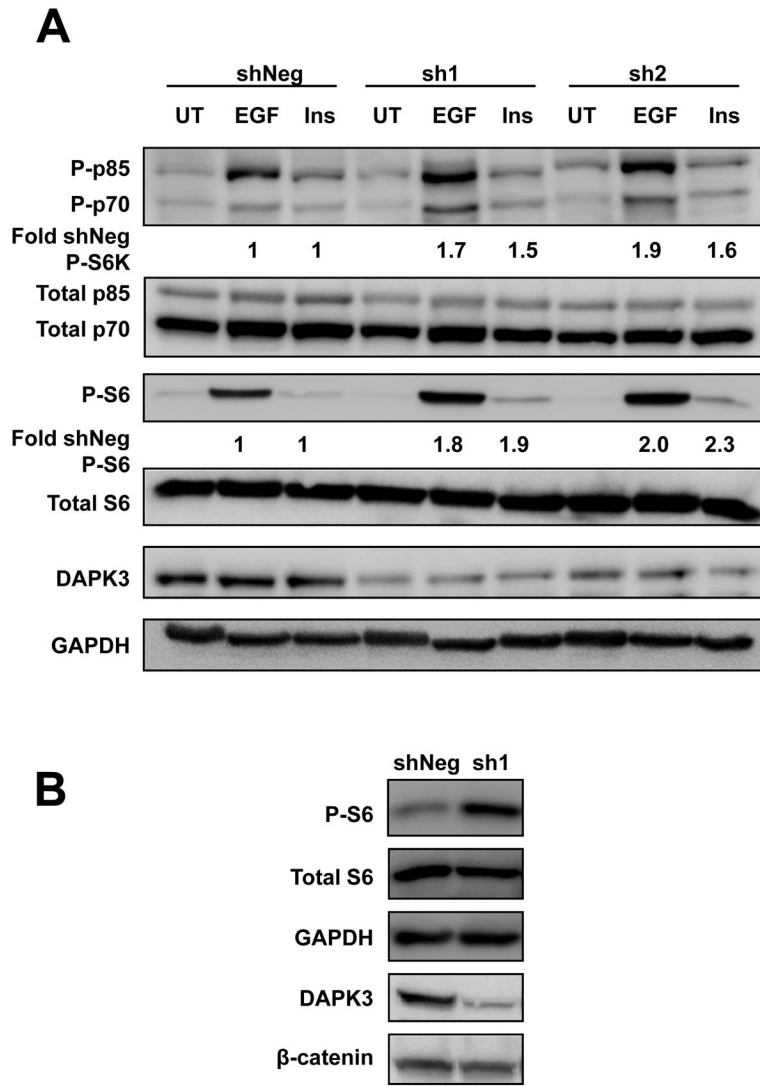 A
shNeg sh1 sh2
UT EGF Ins UT EGF Ins UT EGF Ins
P-p85
P-p70
Fold shNeg
P-S6K 1 1 1.7 1.5 1.9 1.6
Total p85
Total p70
P-S6
Fold shNeg
P-S6 1 1 1.8 1.9 2.0 2.3
Total S6
DAPK3
GAPDH
B
shNeg sh1
P-S6
Total S6
GAPDH
DAPK3
β-catenin